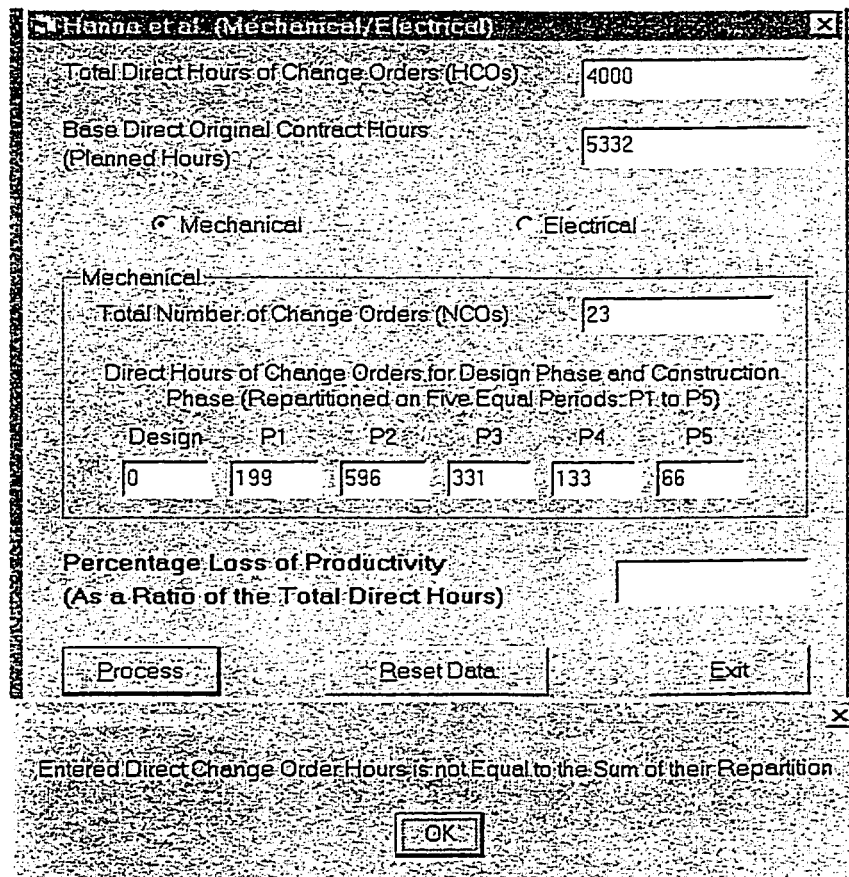 Hanna et al. (Mechanical/Electrical)
Total Direct Hours of Change Orders (HCOs)
4000
Base Direct Original Contract Hours
(Planned Hours)
5332
Mechanical
Electrical
Mechanical
Total Number of Change Orders (NCOs)
23
Direct Hours of Change Orders for Design Phase and Construction
Phase (Repartitioned on Five Equal Periods: P1 to P5)
Design P1 P2 P3 P4 P5
0 199 596 331 133 66
Percentage Loss of Productivity
(As a Ratio of the Total Direct Hours)
Process Reset Data Exit
Entered Direct Change Order Hours is not Equal to the Sum of their Repartition
OK